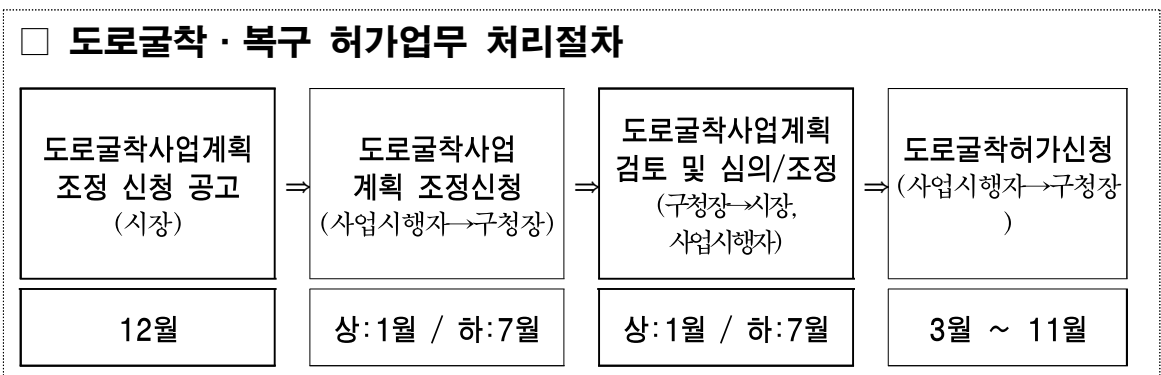 □ 도로굴착·복구 허가업무 처리절차
도로굴착사업계획
조정 신청 공고
(시장)
⇒
도로굴착사업
계획 조정신청
(사업시행자→구청장)
⇒
도로굴착사업계획
검토 및 심의/조정
(구청장→시장,
사업시행자)
⇒
도로굴착허가신청
(사업시행자→구청장
)
12월
상:1월 / 하:7월
상:1월 / 하:7월
3월 ~ 11월